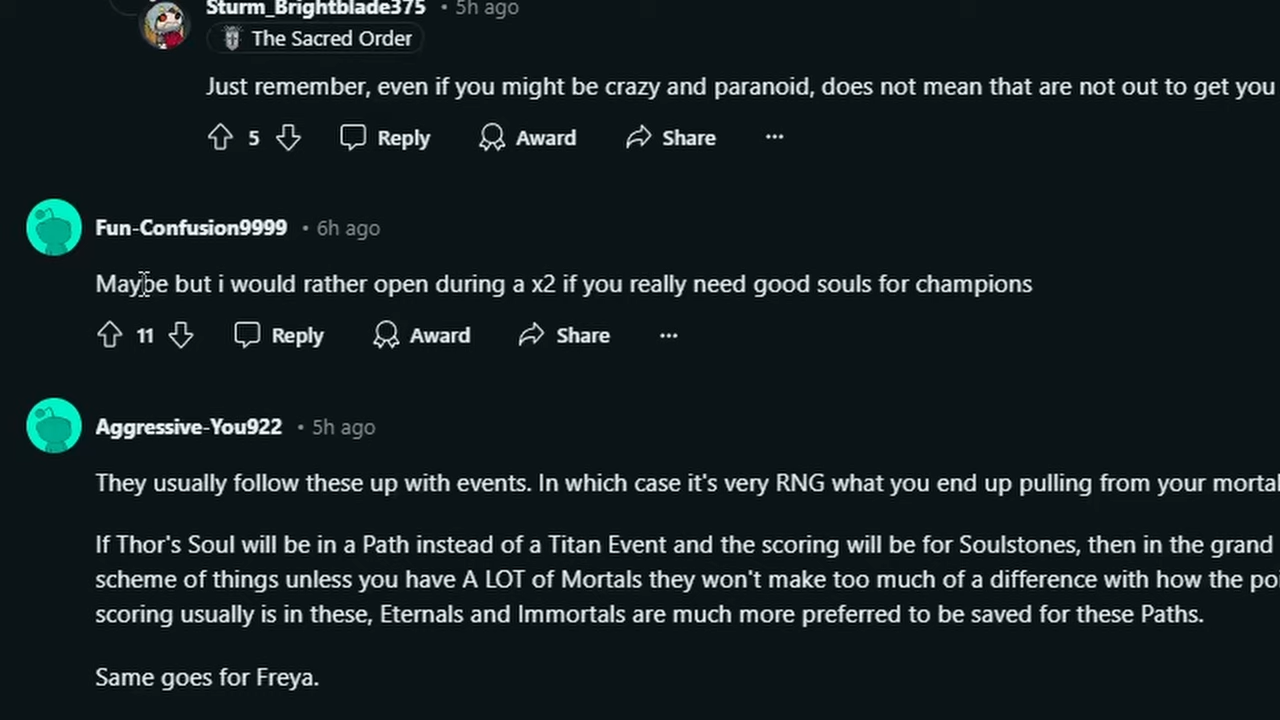 Sturm_Brightblade375 • 5h ago
The Sacred Order
Just remember, even if you might be crazy and paranoid, does not mean that are not out to get you
5 Reply Award Share ...
Fun-Confusion9999 • 6h ago
Maybe but i would rather open during a x2 if you really need good souls for champions
11 Reply Award Share ...
Aggressive-You922 • 5h ago
They usually follow these up with events. In which case it's very RNG what you end up pulling from your mortal
If Thor's Soul will be in a Path instead of a Titan Event and the scoring will be for Soulstones, then in the grand
scheme of things unless you have A LOT of Mortals they won't make too much of a difference with how the poi
scoring usually is in these, Eternals and Immortals are much more preferred to be saved for these Paths.
Same goes for Freya.